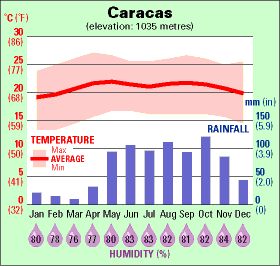 Caracas
(elevation: 1035 metres)
°C (°F)
30
(86)
25
(77)
20
(68)
15
(59)
10
(50)
5
(41)
0
(32)
mm (in)
150
(5.9)
100
(3.9)
50
(2.0)
0
(0)
RAINFALL
TEMPERATURE
Max
AVERAGE
Min
Jan Feb Mar Apr May Jun Jul Aug Sep Oct Nov Dec
80 78 76 77 80 83 83 82 81 82 84 82
HUMIDITY (%)